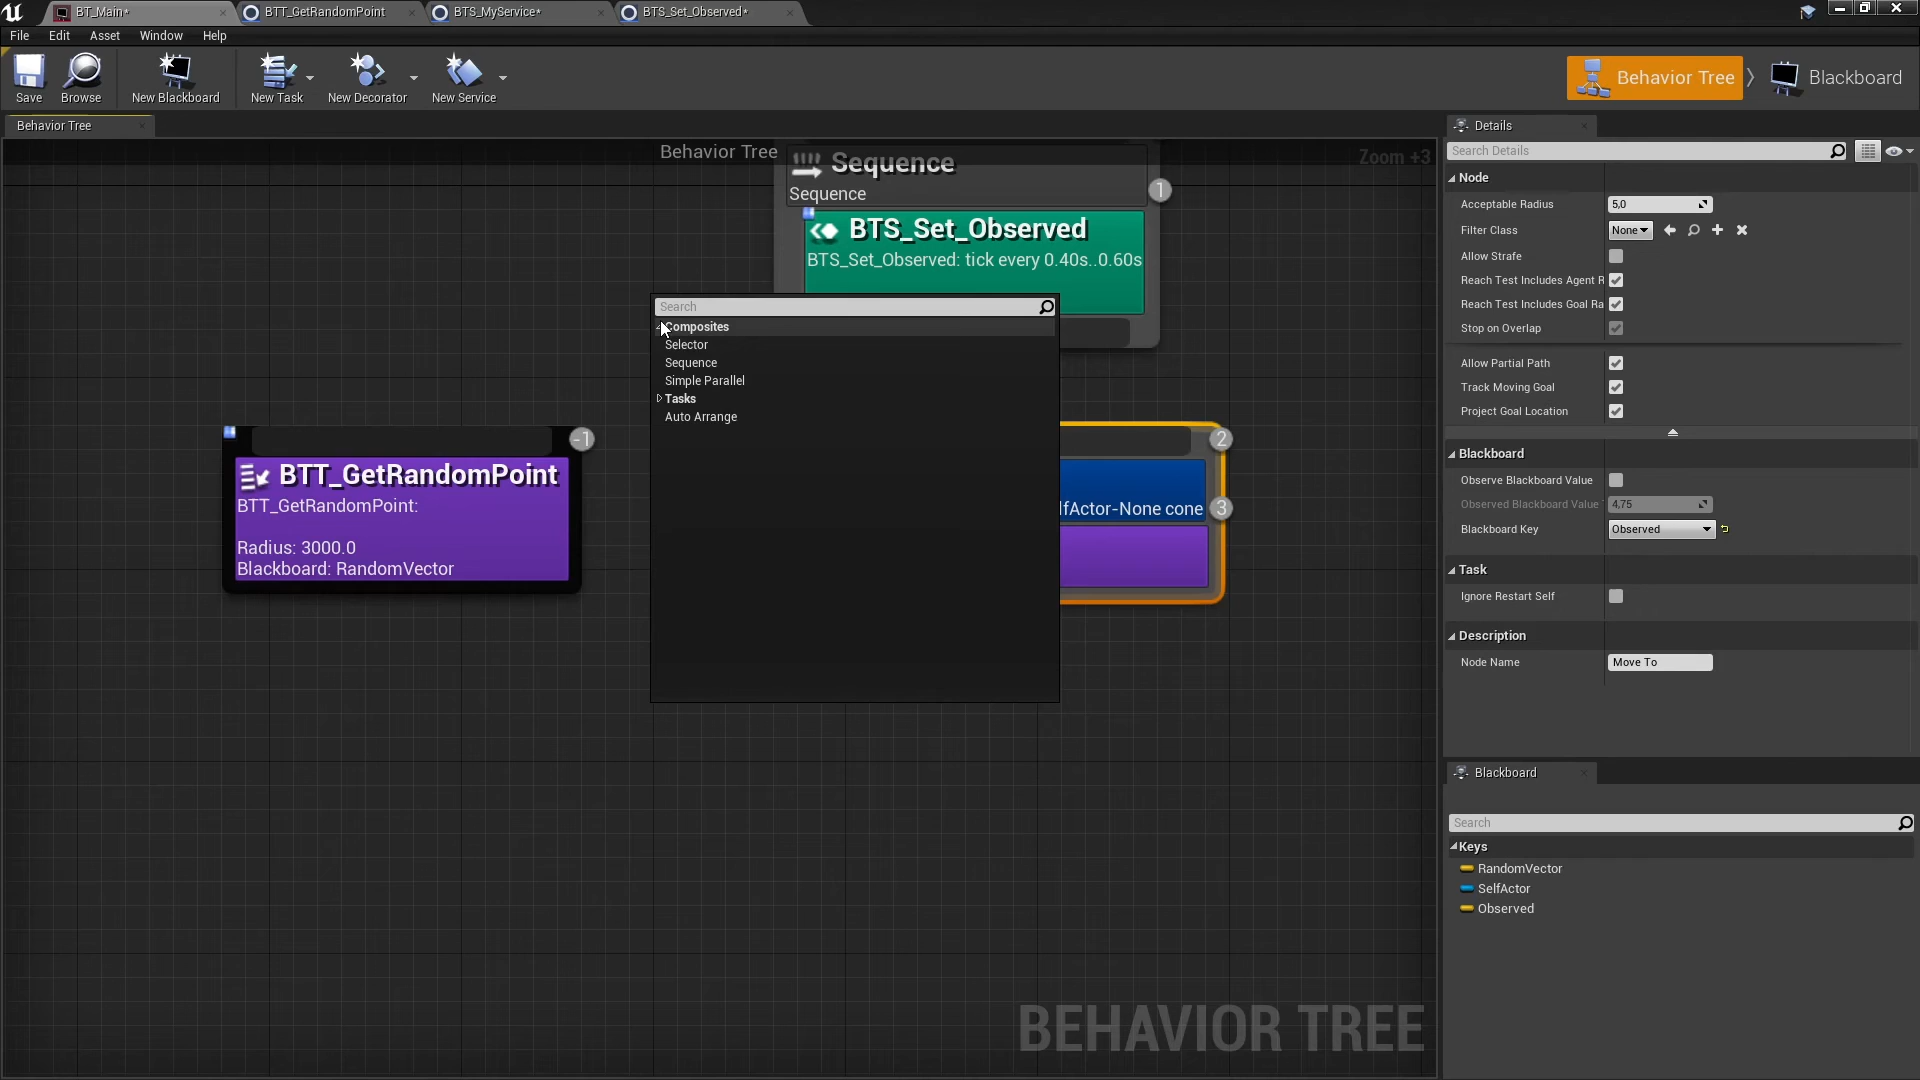 BT_Main*
BTT_GetRandomPoint
BTS_MyService*
BTS_Set_Observed*
File
Edit
Asset
Window
Help
Save
Browse
New Blackboard
New Task
New Decorator
New Service
Behavior Tree
Blackboard
Behavior Tree
Behavior Tree
Zoom +3
Sequence
Sequence
1
BTS_Set_Observed
BTS_Set_Observed: tick every 0.40s..0.60s
Search
Composites
Selector
Sequence
Simple Parallel
Tasks
Auto Arrange
-1
BTT_GetRandomPoint
BTT_GetRandomPoint:
Radius: 3000.0
Blackboard: RandomVector
2
lfActor-None cone
3
BEHAVIOR TREE
Details
Search Details
Node
Acceptable Radius
5,0
Filter Class
None
Allow Strafe
Reach Test Includes Agent R
Reach Test Includes Goal Ra
Stop on Overlap
Allow Partial Path
Track Moving Goal
Project Goal Location
Blackboard
Observe Blackboard Value
Observed Blackboard Value
4,75
Blackboard Key
Observed
Task
Ignore Restart Self
Description
Node Name
Move To
Blackboard
Search
Keys
RandomVector
SelfActor
Observed